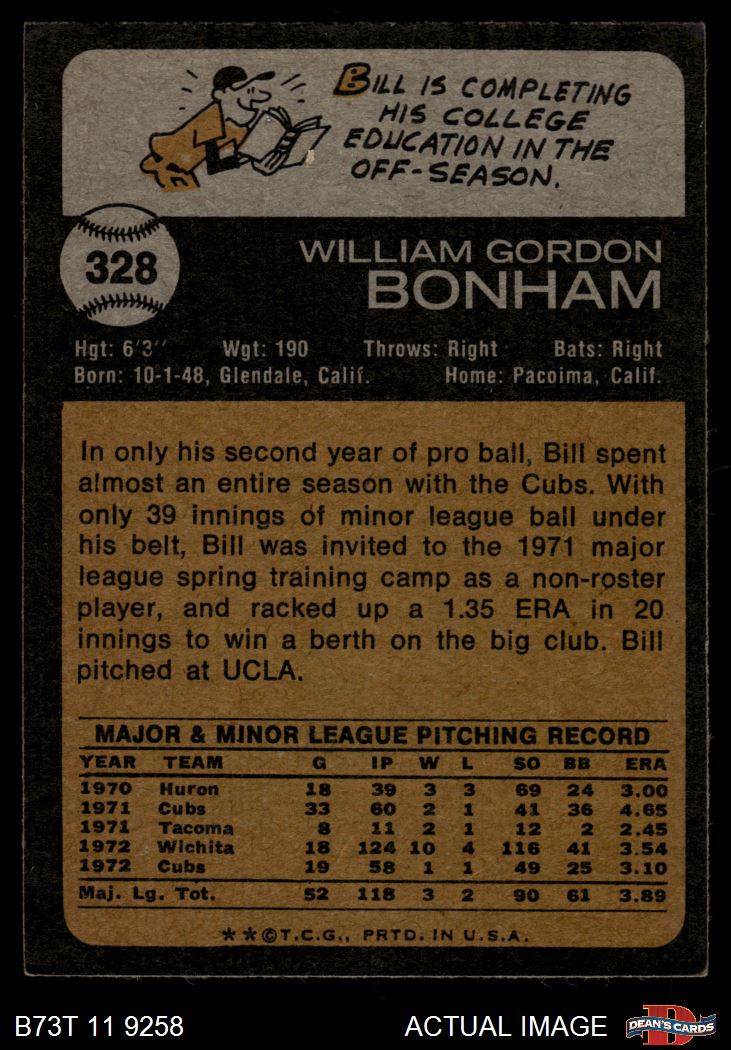 BILL IS COMPLETING
HIS COLLEGE
EDUCATION IN THE
OFF-SEASON.
328
WILLIAM GORDON
BONHAM
Hgt: 6'3" Wgt: 190 Throws: Right Bats: Right
Born: 10-1-48, Glendale, Calif. Home: Pacoima, Calif.
In only his second year of pro ball, Bill spent
almost an entire season with the Cubs. With
only 39 innings of minor league ball under
his belt, Bill was invited to the 1971 major
league spring training camp as a non-roster
player, and racked up a 1.35 ERA in 20
innings to win a berth on the big club. Bill
pitched at UCLA.
MAJOR & MINOR LEAGUE PITCHING RECORD
YEAR TEAM G IP W L SO BB ERA
1970 Huron 18 39 3 3 69 24 3.00
1971 Cubs 33 60 2 1 41 36 4.65
1971 Tacoma 8 11 2 1 12 2 2.45
1972 Wichita 18 124 10 4 116 41 3.54
1972 Cubs 19 58 1 1 49 25 3.10
Maj. Lg. Tot. 52 118 3 2 90 61 3.89
**©T.C.G., PRTD. IN U.S.A.
B73T 11 9258 ACTUAL IMAGE
D
DEAN'S CARDS